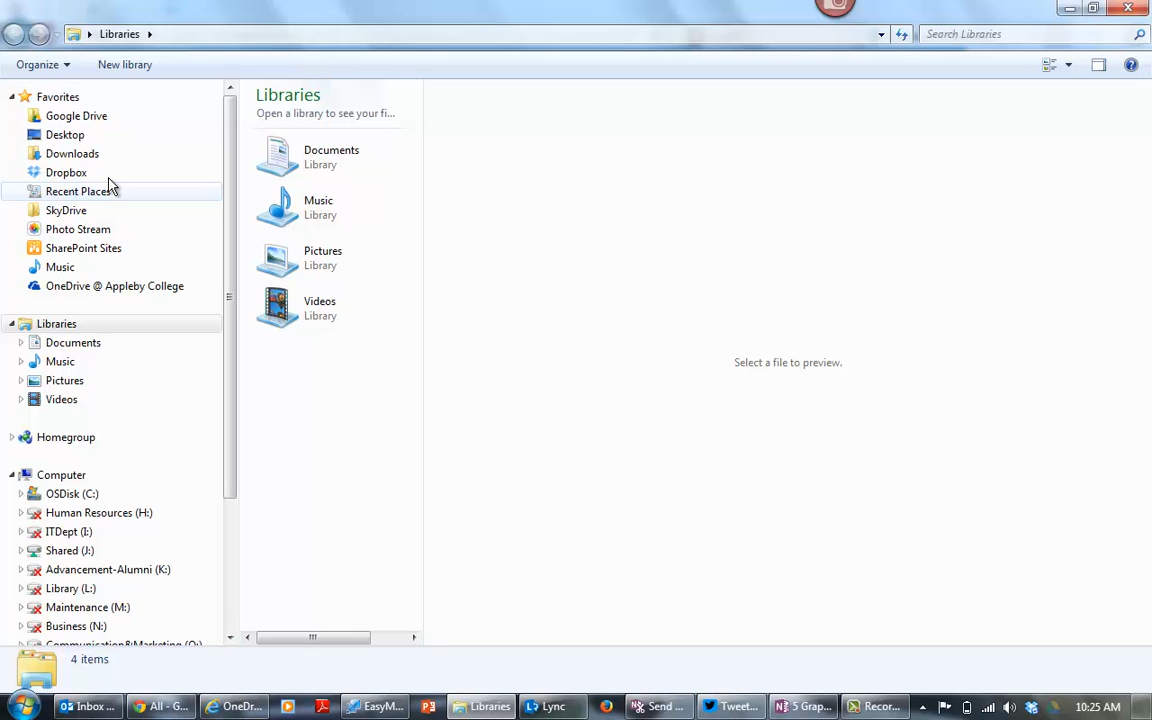 Libraries
Search Libraries
Organize
New library
Favorites
Google Drive
Desktop
Downloads
Dropbox
Recent Places
SkyDrive
Photo Stream
SharePoint Sites
Music
OneDrive @ Appleby College
Libraries
Documents
Music
Pictures
Videos
Homegroup
Computer
OSDisk (C:)
Human Resources (H:)
ITDept (I:)
Shared (J:)
Advancement-Alumni (K:)
Library (L:)
Maintenance (M:)
Business (N:)
Communication&Marketing (O:)
Libraries
Open a library to see your fi...
Documents
Library
Music
Library
Pictures
Library
Videos
Library
Select a file to preview.
4 items
Inbox ...
All - G...
OneDr...
EasyM...
Libraries
Lync
Send ...
Tweet...
5 Grap...
Recor...
10:25 AM